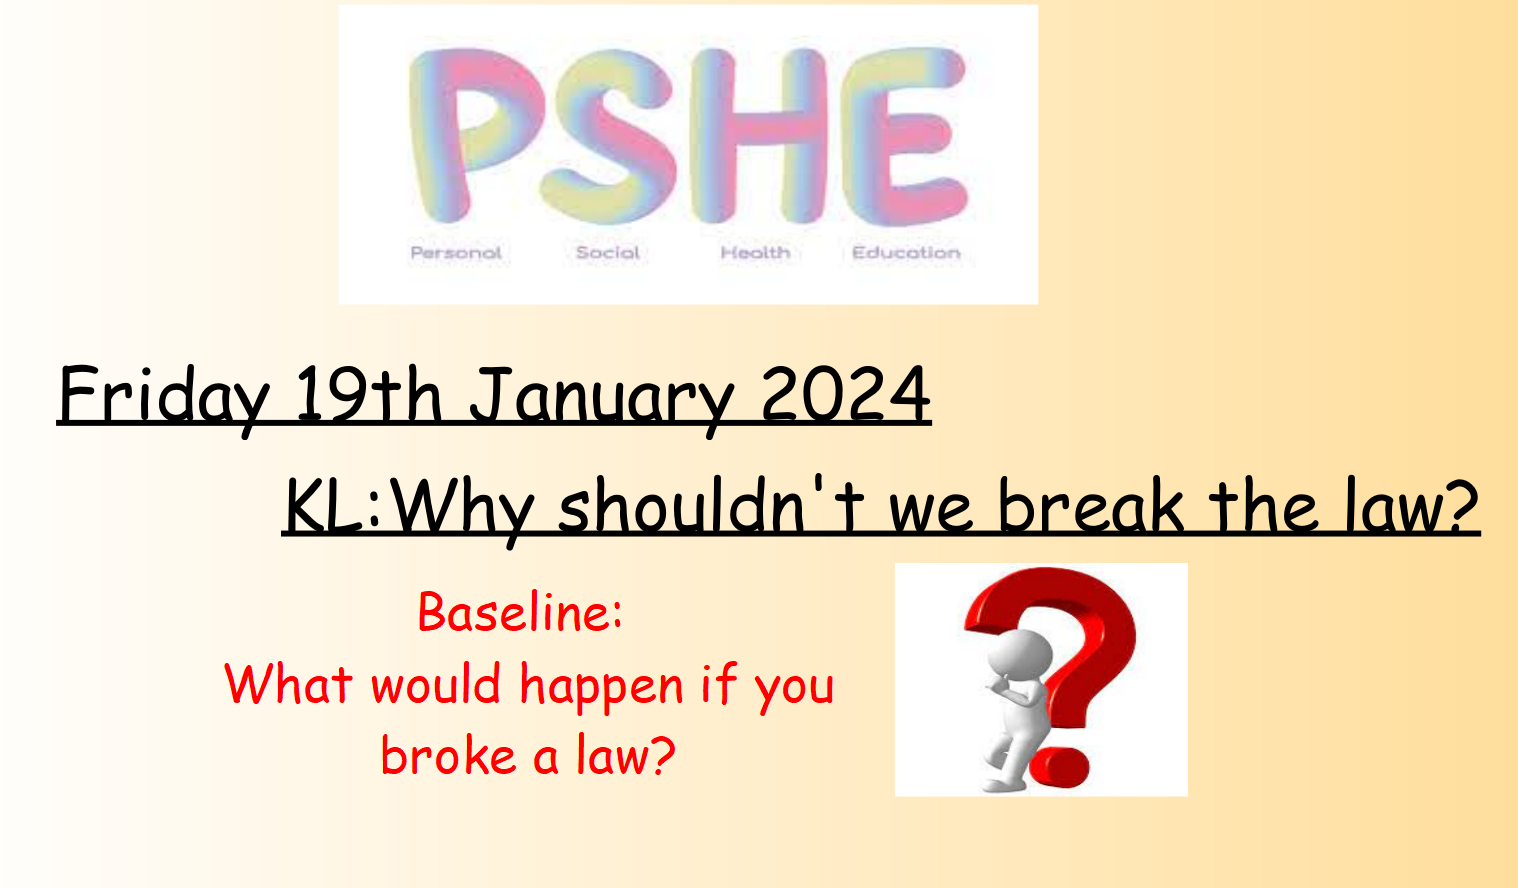 PSHE
Personal Social Health Education
Friday 19th January 2024
KL:Why shouldn't we break the law?
Baseline:
What would happen if you
broke a law?